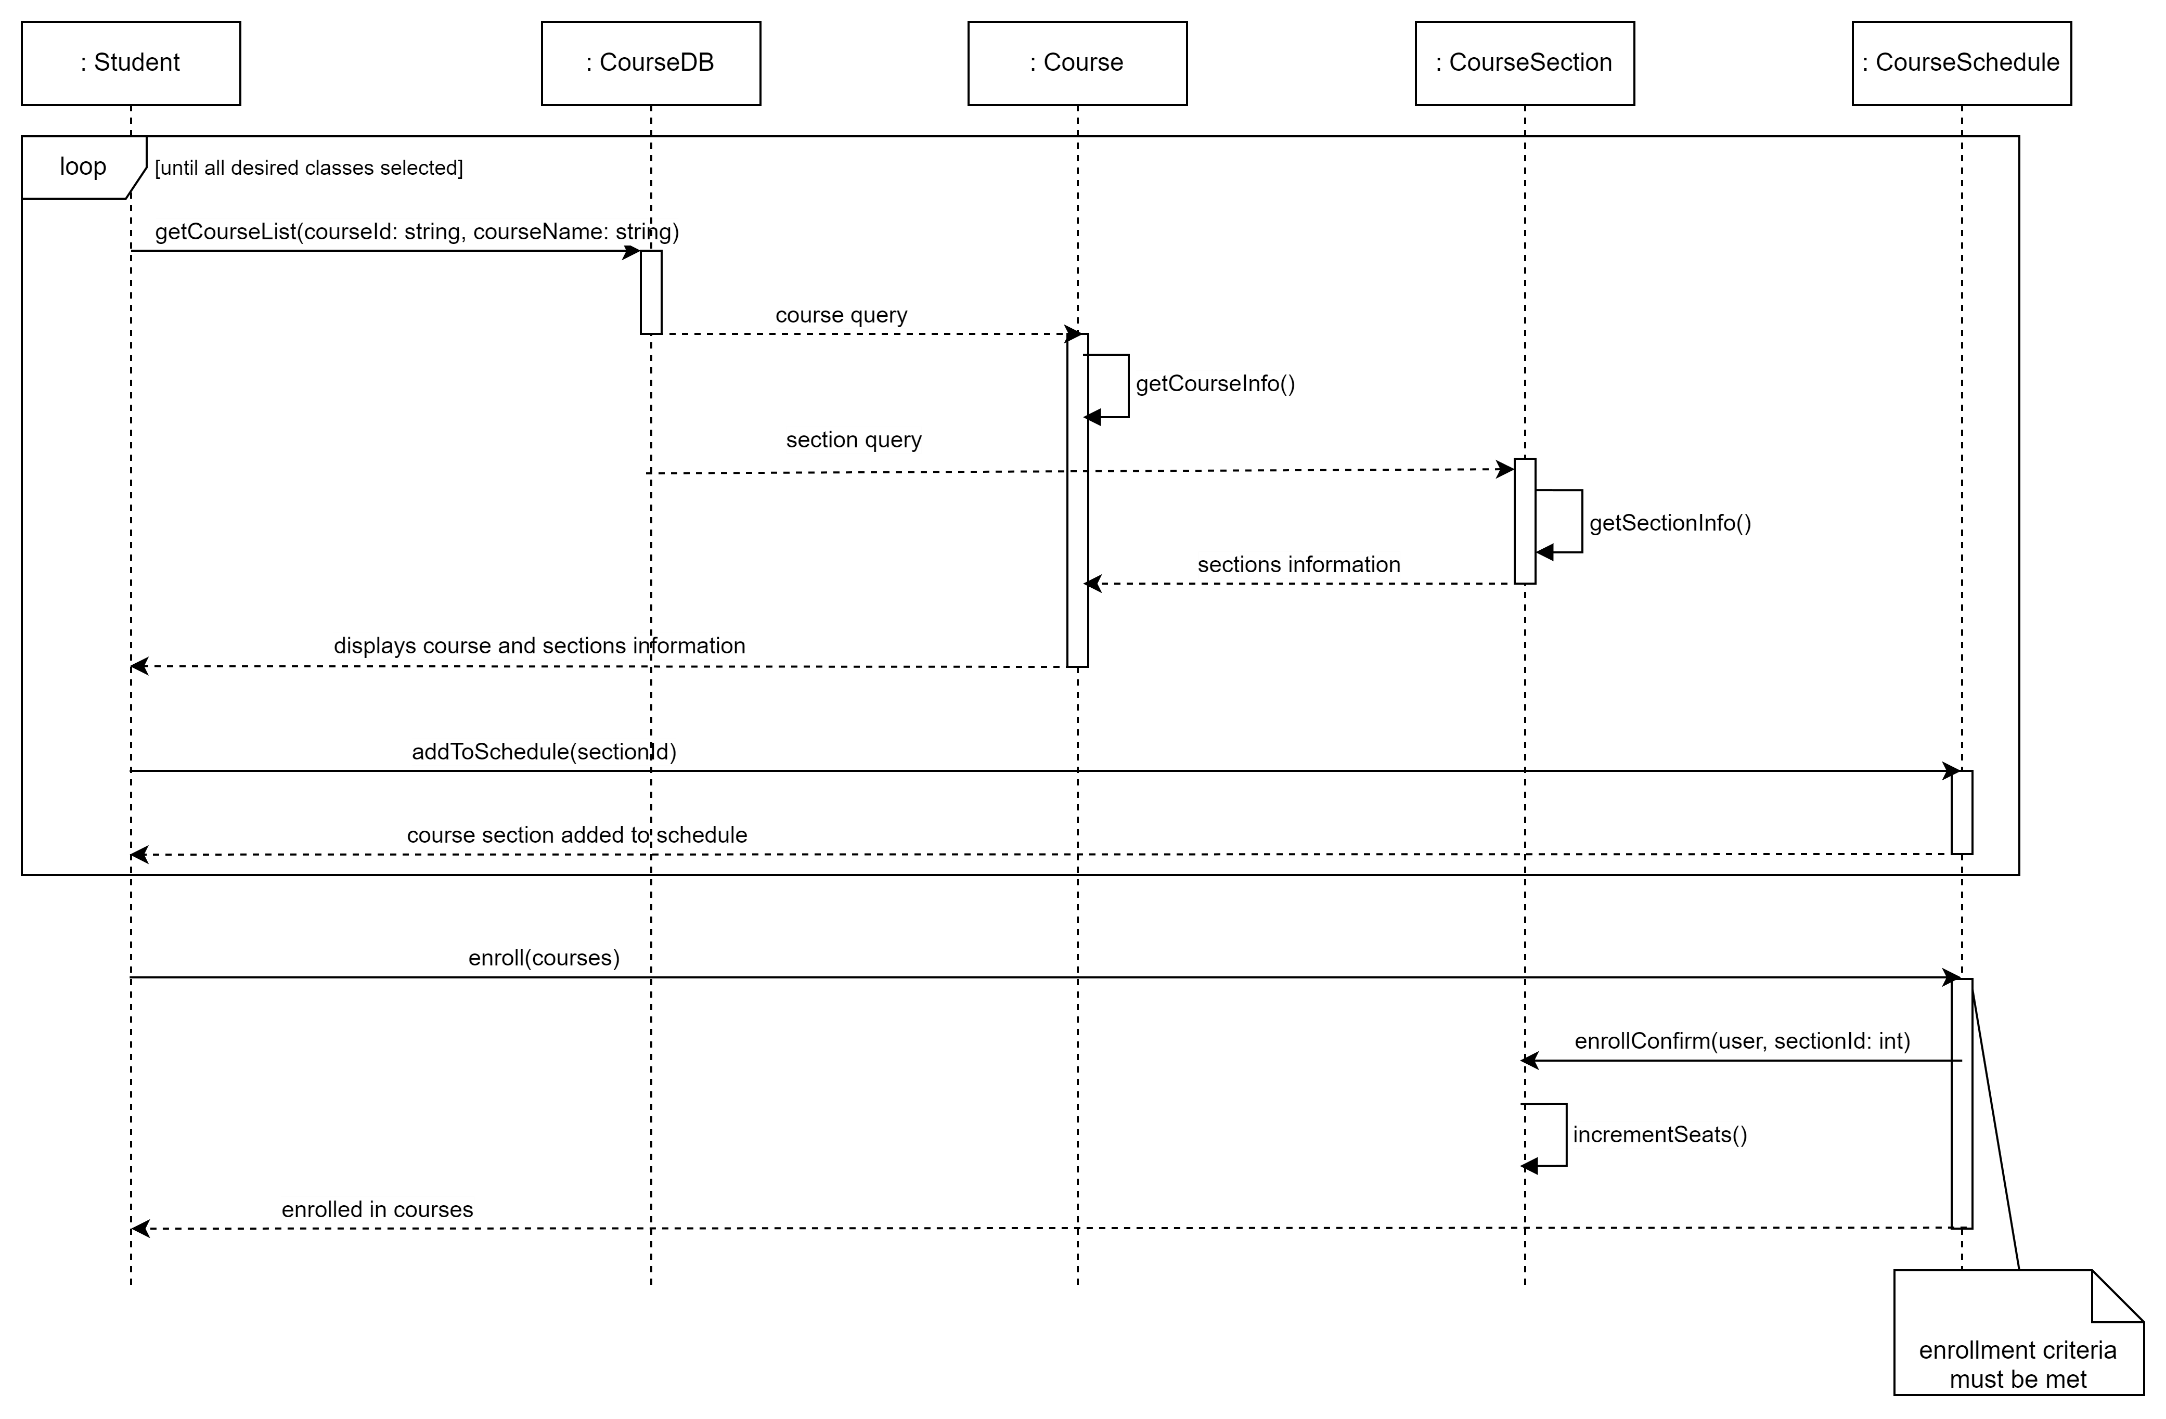 : Student
: CourseDB
: Course
: CourseSection
: CourseSchedule
loop
[until all desired classes selected]
getCourseList(courseId: string, courseName: string)
course query
getCourseInfo()
section query
getSectionInfo()
sections information
displays course and sections information
addToSchedule(sectionId)
course section added to schedule
enroll(courses)
enrollConfirm(user, sectionId: int)
incrementSeats()
enrolled in courses
enrollment criteria
must be met